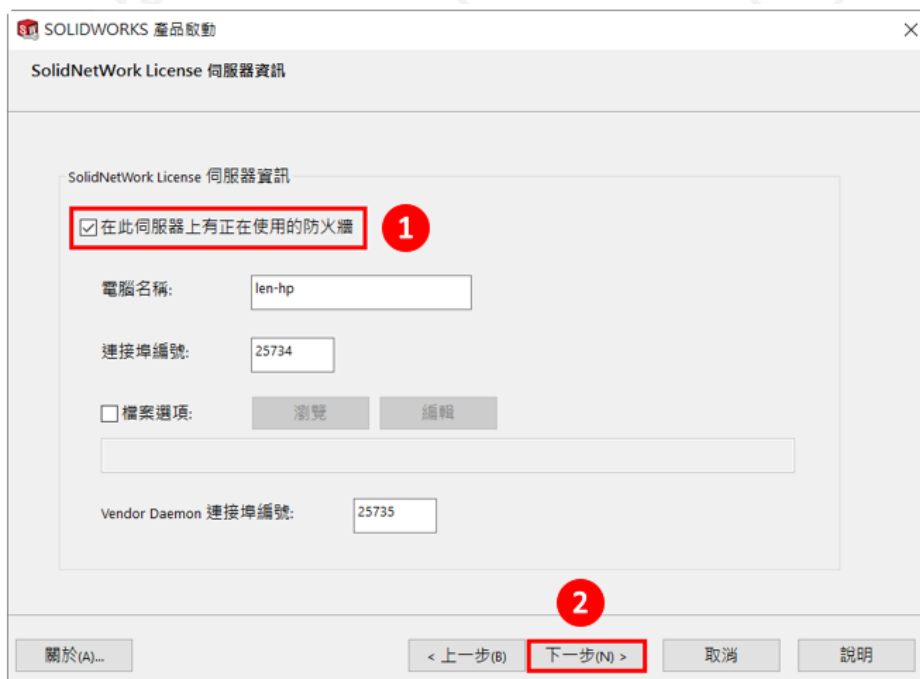 SOLIDWORKS 產品啟動
SolidNetWork License 伺服器資訊
SolidNetWork License 伺服器資訊
在此伺服器上有正在使用的防火牆
1
電腦名稱: len-hp
連接埠編號: 25734
檔案選項: 瀏覽 編輯
Vendor Daemon 連接埠編號: 25735
2
關於(A)... < 上一步(B) 下一步(N) > 取消 說明